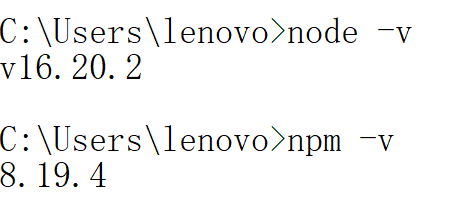 C:\Users\lenovo>node -v
v16.20.2
C:\Users\lenovo>npm -v
8.19.4